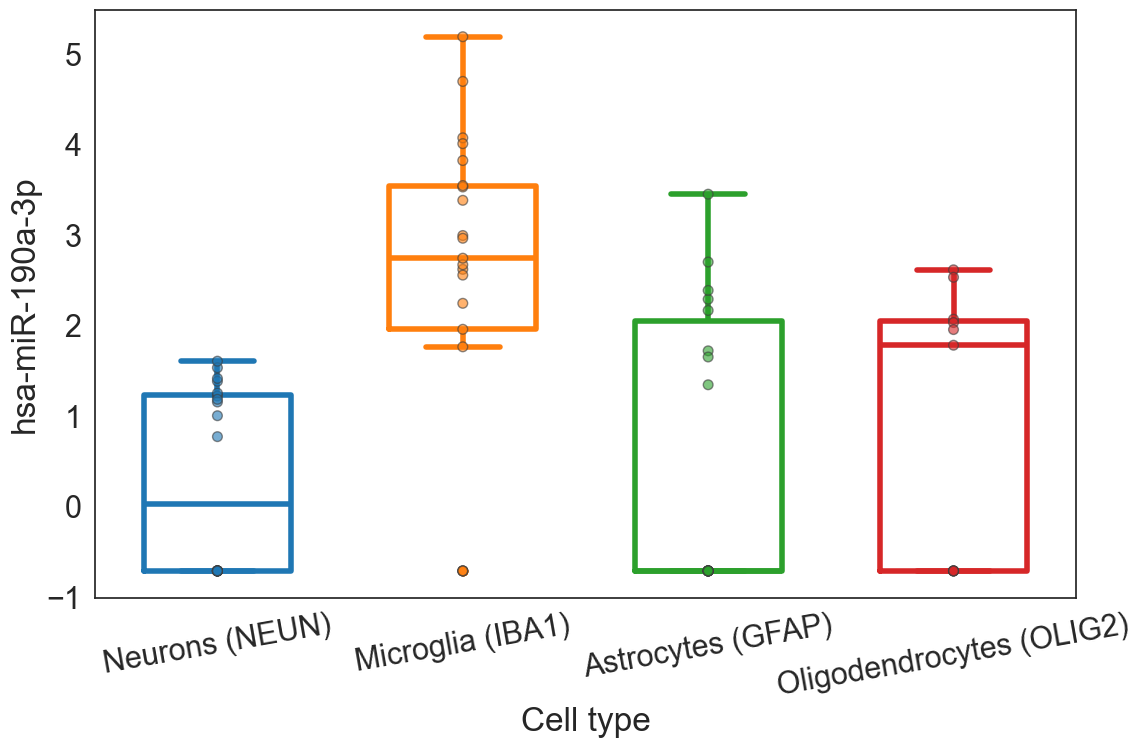 hsa-miR-190a-3p
5
4
3
2
1
0
−1
Neurons (NEUN)
Microglia (IBA1)
Astrocytes (GFAP)
Oligodendrocytes (OLIG2)
Cell type